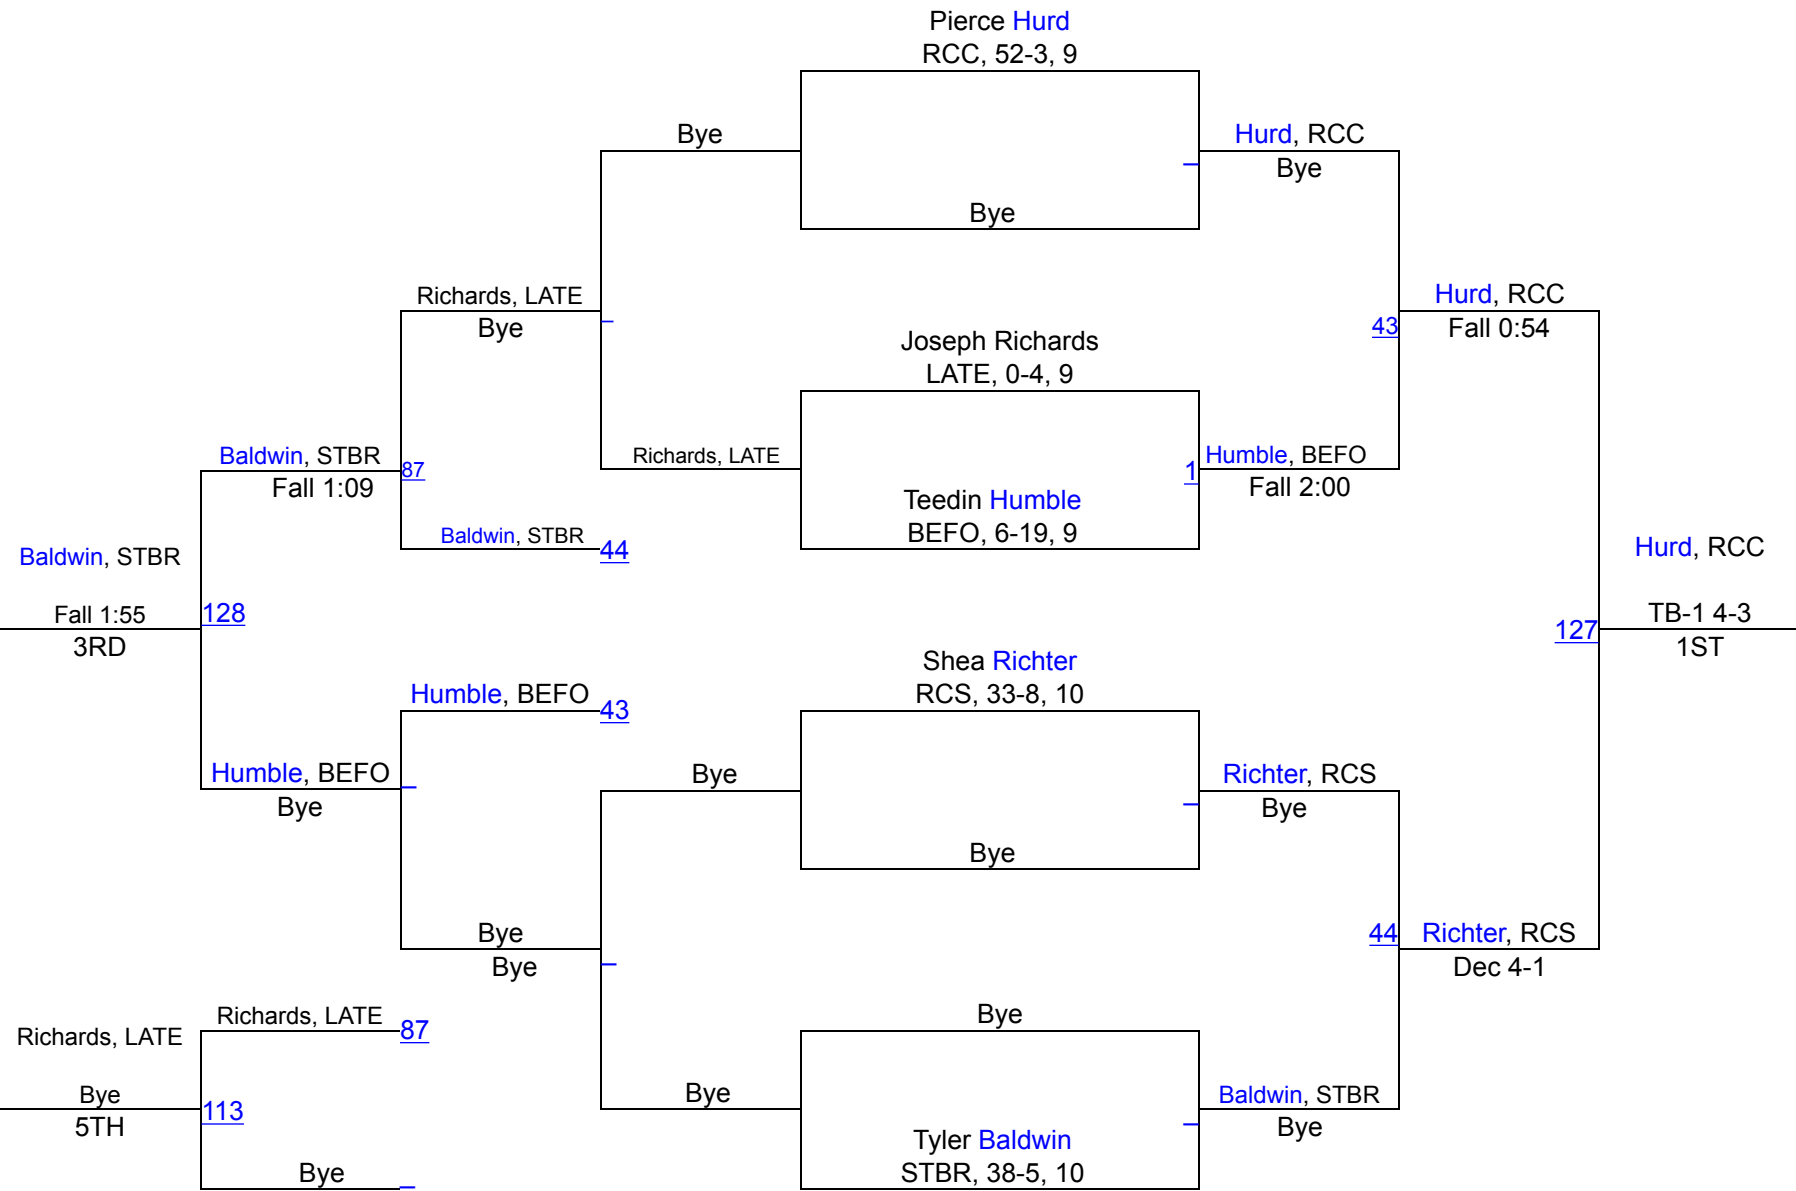 Pierce Hurd
RCC, 52-3, 9
Bye
Hurd, RCC
Bye
Bye
Richards, LATE
Bye
Hurd, RCC
43
Fall 0:54
Joseph Richards
LATE, 0-4, 9
Baldwin, STBR
87
Fall 1:09
Richards, LATE
1
Humble, BEFO
Fall 2:00
Teedin Humble
BEFO, 6-19, 9
Baldwin, STBR
44
Baldwin, STBR
Hurd, RCC
Fall 1:55
128
3RD
127
TB-1 4-3
1ST
Shea Richter
RCS, 33-8, 10
Humble, BEFO
43
Humble, BEFO
Bye
Bye
Richter, RCS
Bye
Bye
Bye
Bye
44
Richter, RCS
Dec 4-1
Richards, LATE
87
Richards, LATE
Bye
Bye
113
5TH
Bye
Baldwin, STBR
Bye
Tyler Baldwin
STBR, 38-5, 10
Bye